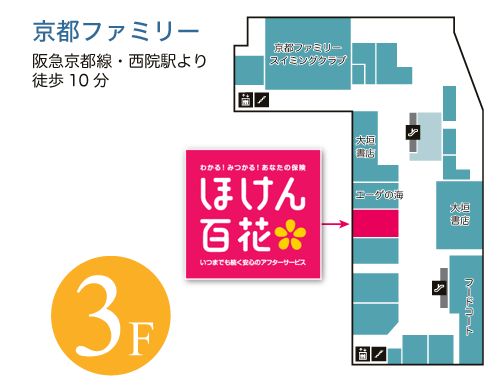 京都ファミリー
阪急京都線・西院駅より
徒歩10分
京都ファミリー
スイミングクラブ
大垣
書店
エーグの海
大垣
書店
フードコート
わかる!みつかる!あなたの保険
ほけん
百花
いつまでも続く安心のアフターサービス
3F